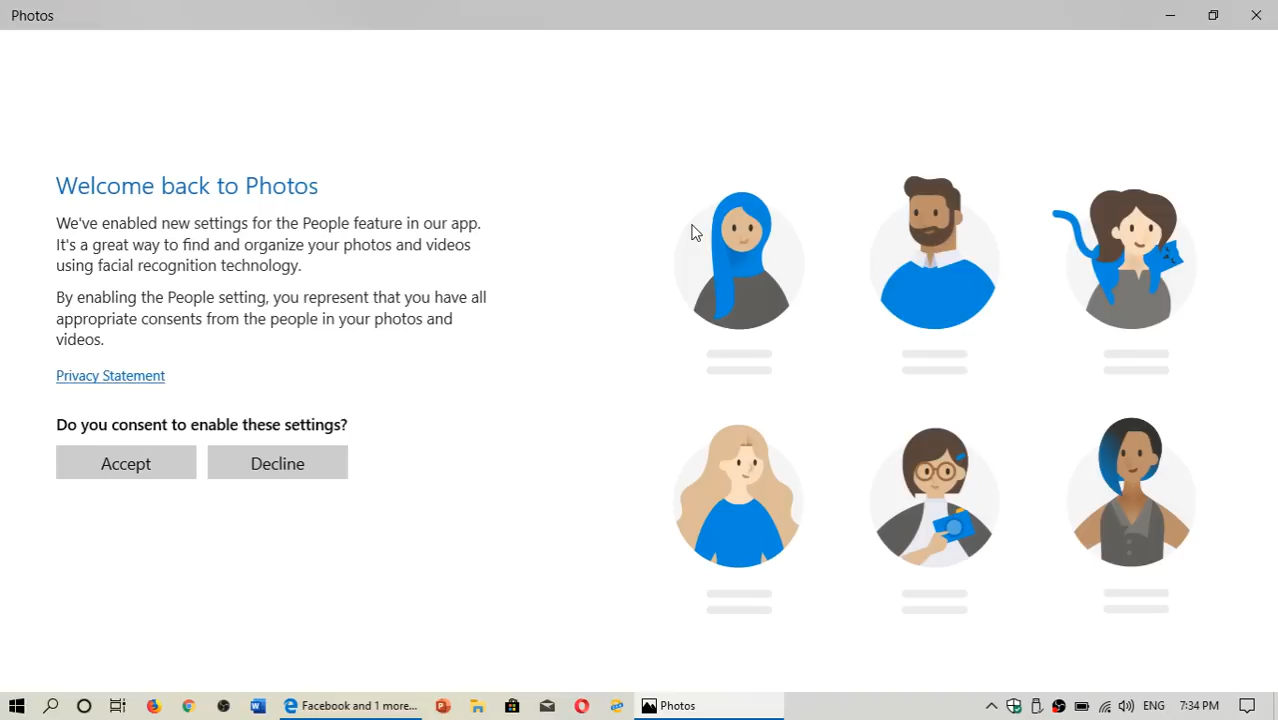 Photos
Welcome back to Photos
We've enabled new settings for the People feature in our app.
It's a great way to find and organize your photos and videos
using facial recognition technology.
By enabling the People setting, you represent that you have all
appropriate consents from the people in your photos and
videos.
Privacy Statement
Do you consent to enable these settings?
Accept
Decline
Facebook and 1 more...
Photos
ENG
7:34 PM